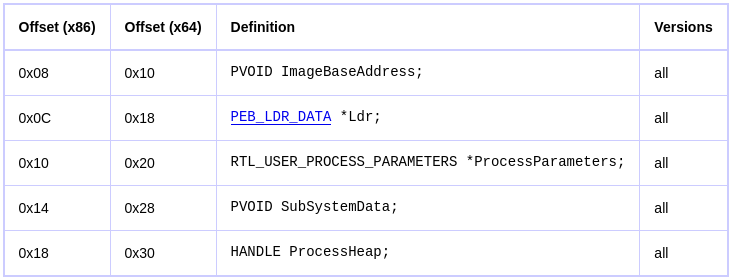 Offset (x86) Offset (x64) Definition Versions
0x08 0x10 PVOID ImageBaseAddress; all
0x0C 0x18 PEB_LDR_DATA *Ldr; all
0x10 0x20 RTL_USER_PROCESS_PARAMETERS *ProcessParameters; all
0x14 0x28 PVOID SubSystemData; all
0x18 0x30 HANDLE ProcessHeap; all